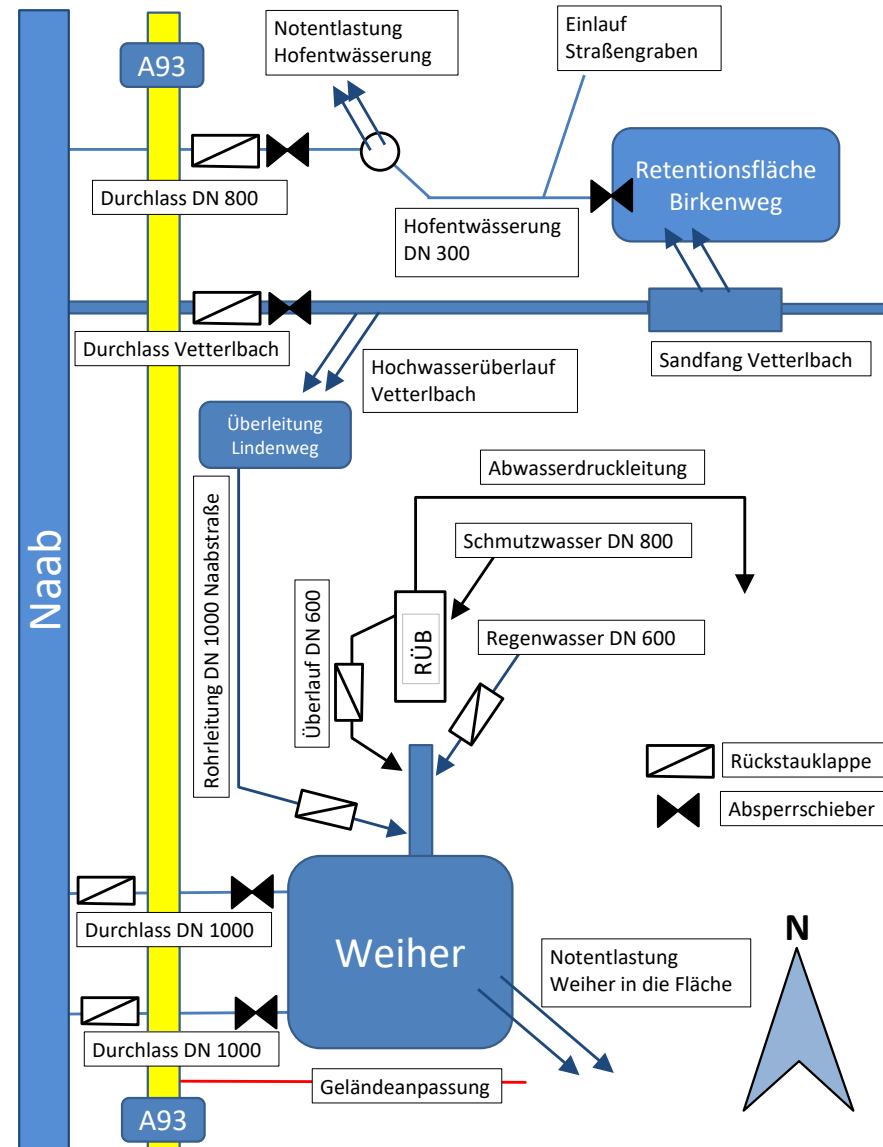 Notentlastung
Hofentwässerung
Einlauf
Straßengraben
A93
Retentionsfläche
Birkenweg
Durchlass DN 800
Hofentwässerung
DN 300
Durchlass Vetterlbach
Hochwasserüberlauf
Vetterlbach
Sandfang Vetterlbach
Überleitung
Lindenweg
Abwasserdruckleitung
Naab
Rohrleitung DN 1000 Naabstraße
Schmutzwasser DN 800
Überlauf DN 600
RÜB
Regenwasser DN 600
Rückstauklappe
Absperrschieber
Durchlass DN 1000
Weiher
Notentlastung
Weiher in die Fläche
N
Durchlass DN 1000
Geländeanpassung
A93